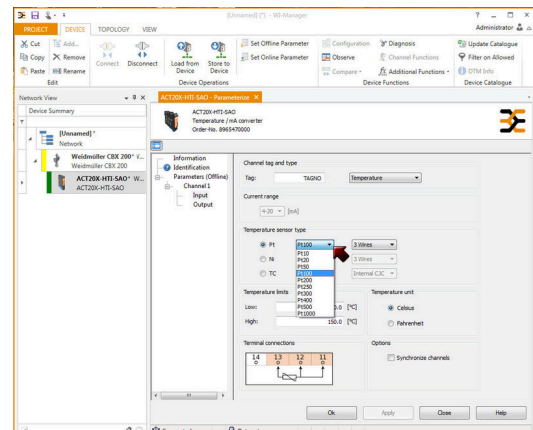 [Unnamed] (*) - WI-Manager
PROJECT DEVICE TOPOLOGY VIEW Administrator
Cut Add... Set Offline Parameter Configuration Diagnosis Update Catalogue
Copy Remove Connect Disconnect Load from Device Store to Device Set Online Parameter Observe Channel Functions Filter on Allowed
Paste Rename Compare Additional Functions DTM Info
Edit Device Operations Device Functions Device Catalogue
Network View
ACT20X-HTI-SAO - Parameterize
Device Summary
ACT20X-HTI-SAO
Temperature / mA converter
Order-No. 8965470000
[Unnamed] *
Network
Weidmüller CBX 200* W...
Weidmüller CBX 200
ACT20X-HTI-SAO* W...
ACT20X-HTI-SAO
Information
Identification
Parameters (Offline)
Channel 1
Input
Output
Channel tag and type
Tag: TAGNO Temperature
Current range
4-20 [mA]
Temperature sensor type
Pt Pt100 3 Wires
Ni 3 Wires
TC Internal CJC
Pt10
Pt20
Pt50
Pt100
Pt200
Pt250
Pt300
Pt400
Pt500
Pt1000
Temperature limits
Low: 0.0 [°C]
High: 150.0 [°C]
Temperature unit
Celsius
Fahrenheit
Terminal connections
14 13 12 11
Options
Synchronize channels
Ok Apply Close Help